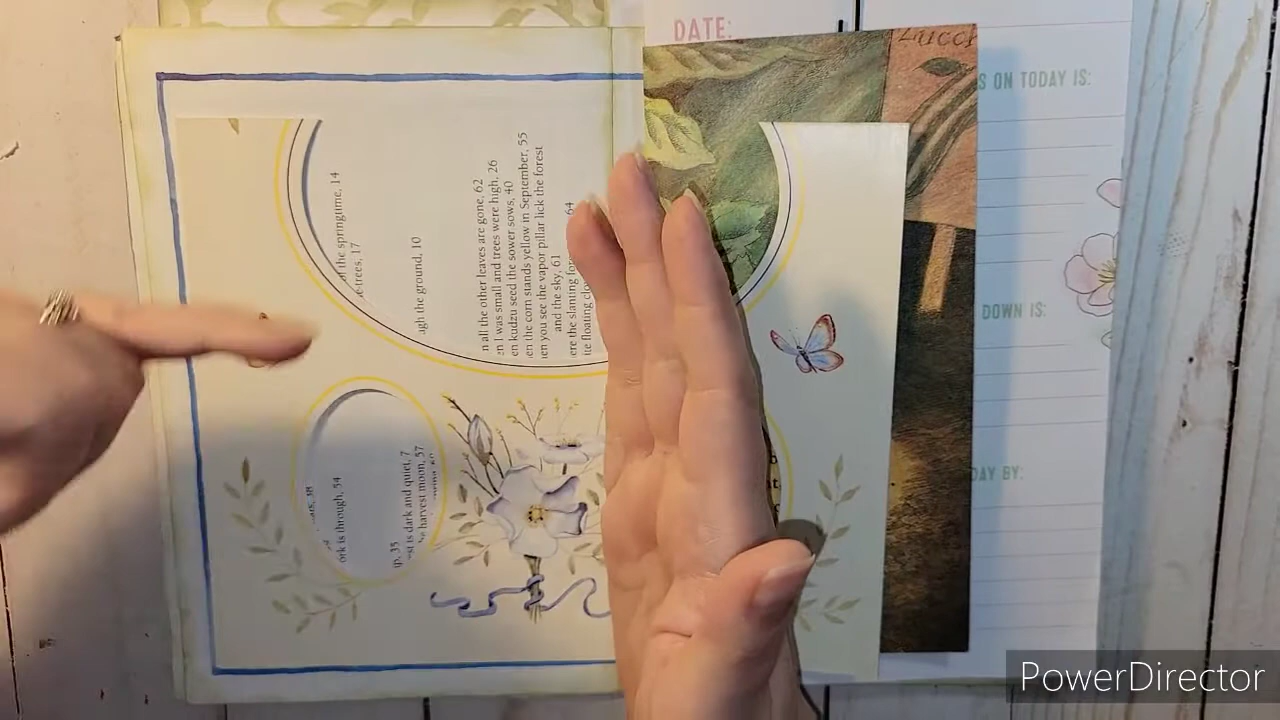 DATE:
Zucch
S ON TODAY IS:
DOWN IS:
DAY BY:
f the springtime, 14
e-trees, 17
ugh the ground, 10
n all the other leaves are gone, 62
n I was small and trees were high, 26
en kudzu seed the sower sows, 40
en the corn stands yellow in September, 55
en you see the vapor pillar lick the forest
and the sky, 61
ere the slanting
64
te floating
38
ork is through, 54
up, 35
st is dark and quiet, 7
harvest moon, 57
PowerDirector